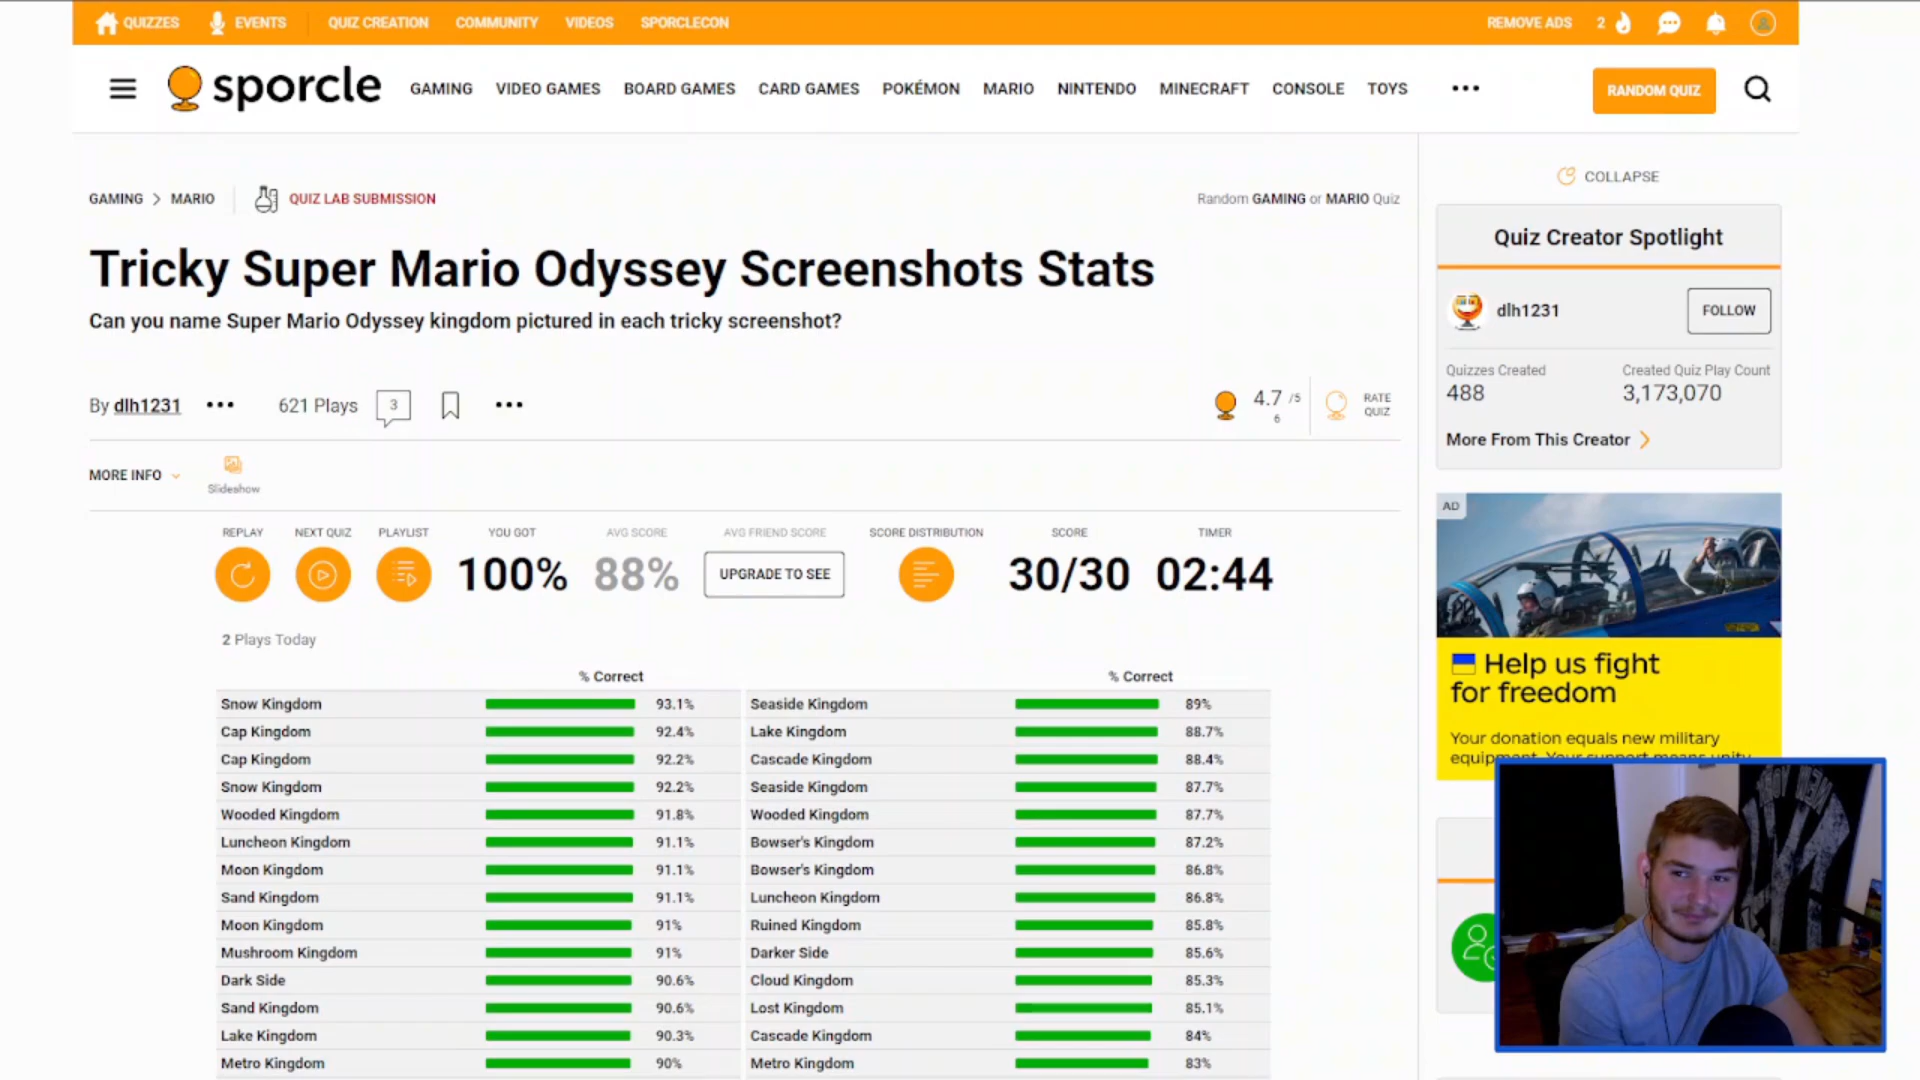 QUIZZES EVENTS QUIZ CREATION COMMUNITY VIDEOS SPORCLECON REMOVE ADS 2
sporcle GAMING VIDEO GAMES BOARD GAMES CARD GAMES POKÉMON MARIO NINTENDO MINECRAFT CONSOLE TOYS ••• RANDOM QUIZ
GAMING > MARIO QUIZ LAB SUBMISSION Random GAMING or MARIO Quiz
Tricky Super Mario Odyssey Screenshots Stats
Can you name Super Mario Odyssey kingdom pictured in each tricky screenshot?
By dlh1231 ••• 621 Plays 3 ••• 4.7 /5 6 RATE QUIZ
MORE INFO Slideshow
REPLAY NEXT QUIZ PLAYLIST YOU GOT AVG SCORE AVG FRIEND SCORE SCORE DISTRIBUTION SCORE TIMER
100% 88% UPGRADE TO SEE 30/30 02:44
2 Plays Today
% Correct % Correct
Snow Kingdom 93.1% Seaside Kingdom 89%
Cap Kingdom 92.4% Lake Kingdom 88.7%
Cap Kingdom 92.2% Cascade Kingdom 88.4%
Snow Kingdom 92.2% Seaside Kingdom 87.7%
Wooded Kingdom 91.8% Wooded Kingdom 87.7%
Luncheon Kingdom 91.1% Bowser's Kingdom 87.2%
Moon Kingdom 91.1% Bowser's Kingdom 86.8%
Sand Kingdom 91.1% Luncheon Kingdom 86.8%
Moon Kingdom 91% Ruined Kingdom 85.8%
Mushroom Kingdom 91% Darker Side 85.6%
Dark Side 90.6% Cloud Kingdom 85.3%
Sand Kingdom 90.6% Lost Kingdom 85.1%
Lake Kingdom 90.3% Cascade Kingdom 84%
Metro Kingdom 90% Metro Kingdom 83%
COLLAPSE
Quiz Creator Spotlight
dlh1231 FOLLOW
Quizzes Created Created Quiz Play Count
488 3,173,070
More From This Creator >
AD
Help us fight
for freedom
Your donation equals new military
equipment. Your support means unity